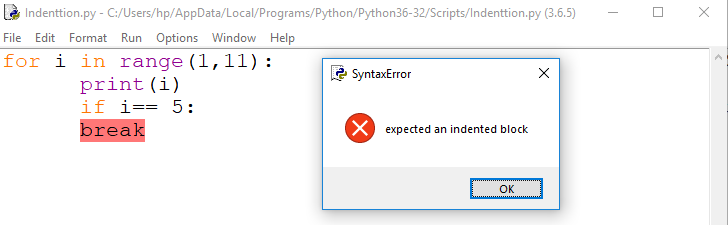 Indenttion.py - C:/Users/hp/AppData/Local/Programs/Python/Python36-32/Scripts/Indenttion.py (3.6.5)
File Edit Format Run Options Window Help
for i in range(1,11):
print(i)
if i== 5:
break
SyntaxError
expected an indented block
OK